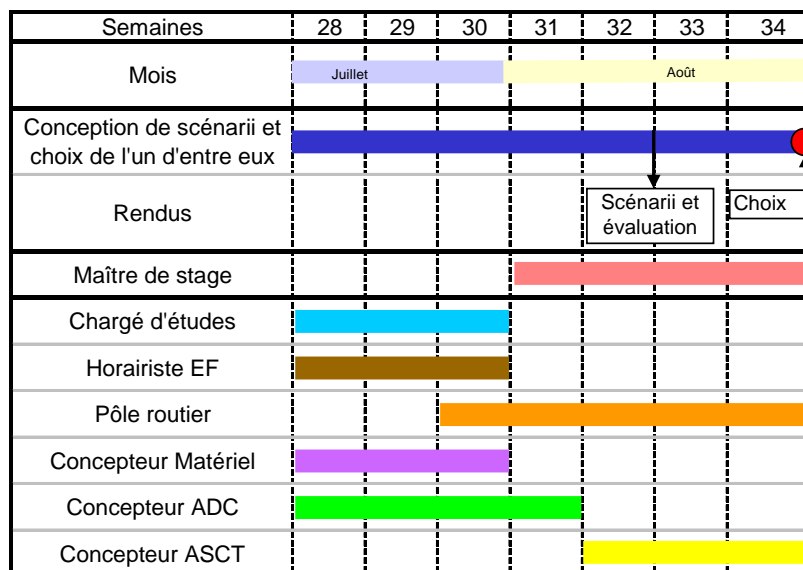 Semaines 28 29 30 31 32 33 34
Mois Juillet Août
Conception de scénarii et
choix de l'un d'entre eux
Rendus
Scénarii et
évaluation
Choix
Maître de stage
Chargé d'études
Horairiste EF
Pôle routier
Concepteur Matériel
Concepteur ADC
Concepteur ASCT